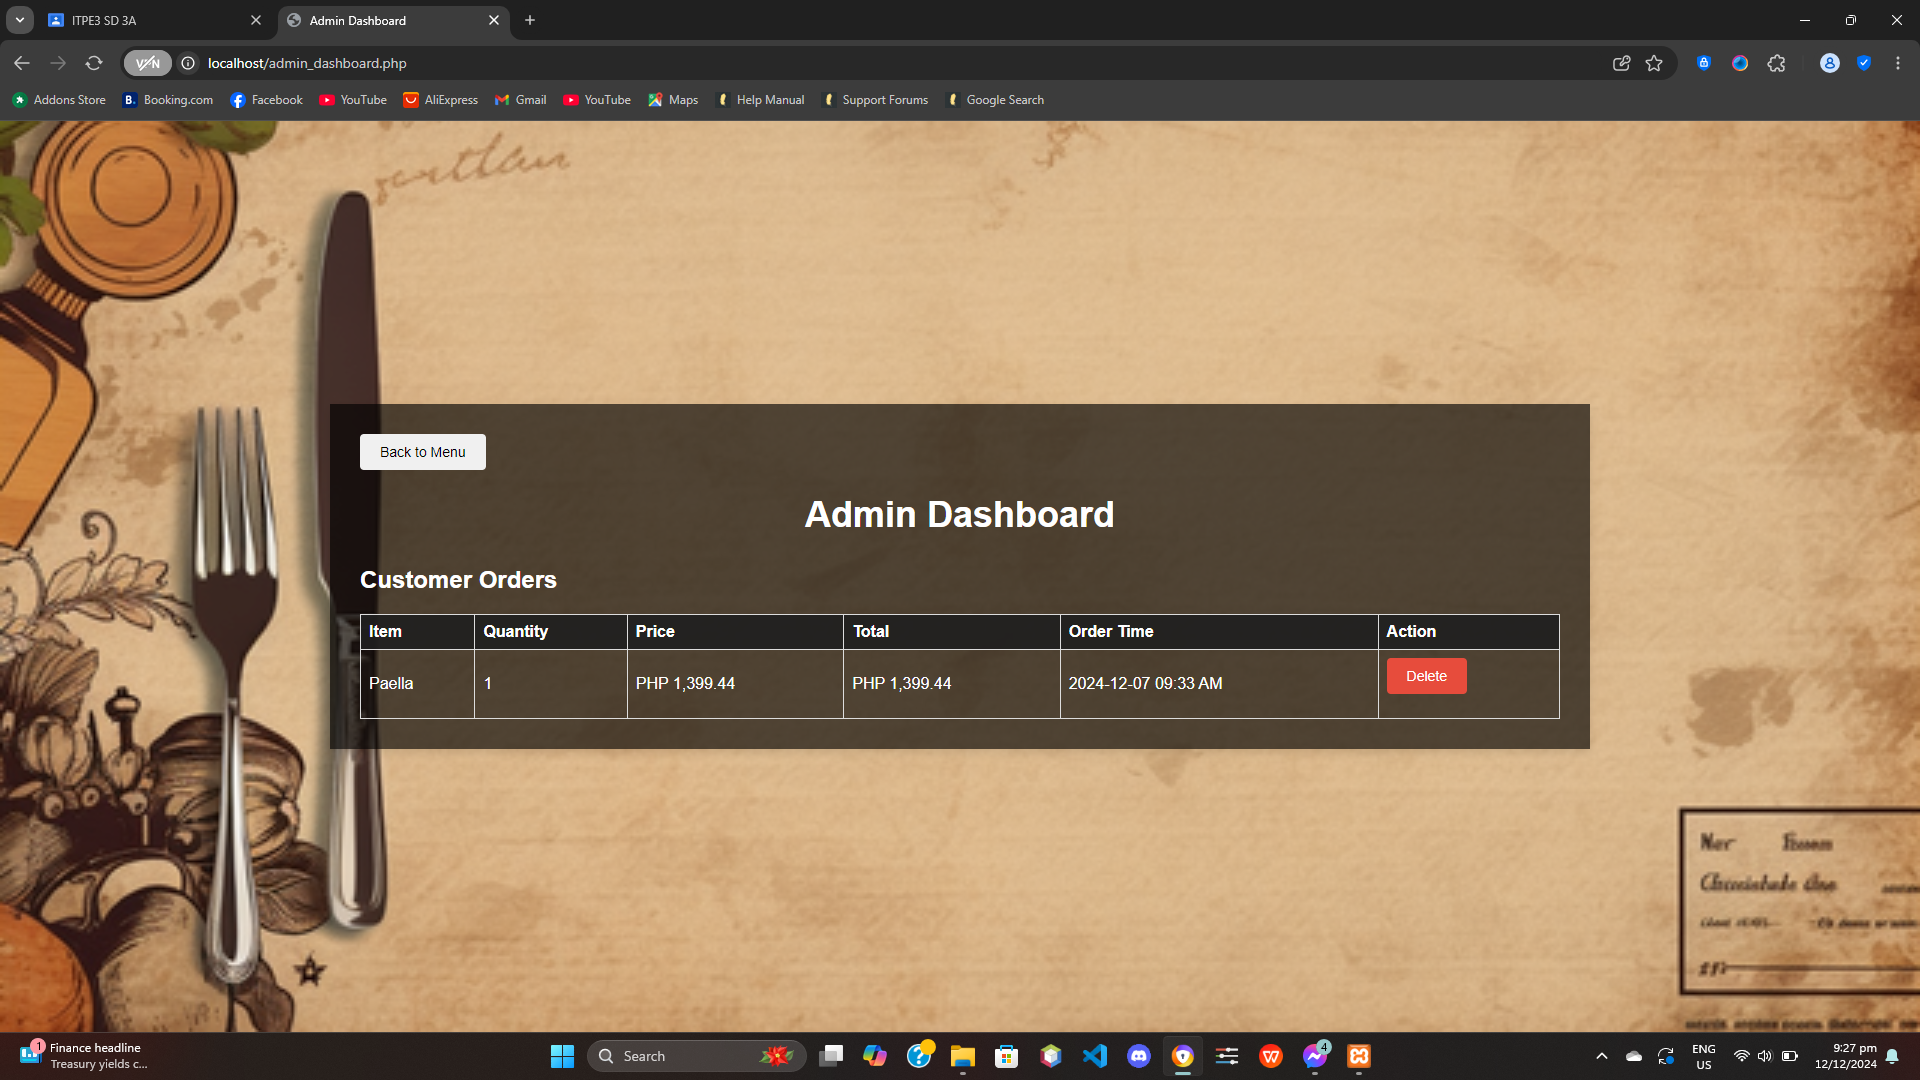 ITPE3 SD 3A
Admin Dashboard
VPN
localhost/admin_dashboard.php
Addons Store
B. Booking.com
Facebook
YouTube
AliExpress
Gmail
YouTube
Maps
Help Manual
Support Forums
Google Search
Back to Menu
Admin Dashboard
Customer Orders
Item Quantity Price Total Order Time Action
Paella 1 PHP 1,399.44 PHP 1,399.44 2024-12-07 09:33 AM Delete
1
Finance headline
Treasury yields c...
Search
4
ENG
US
9:27 pm
12/12/2024